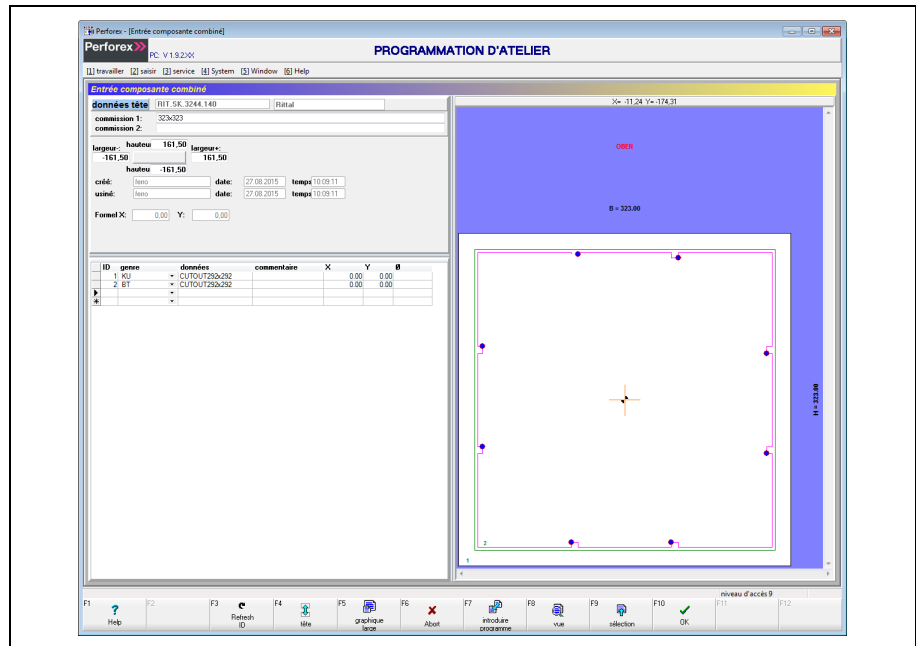 Perforex - [Entrée composante combiné]
Perforex PC: V 1.9.2XX PROGRAMMATION D'ATELIER
[1] travailler [2] saisir [3] service [4] System [5] Window [6] Help
Entrée composante combiné
données tête RIT.SK.3244.140 Rittal
commission 1: 323x323
commission 2:
hauteu 161,50
largeur-: largeur+:
-161,50 161,50
hauteu -161,50
créé: feno date: 27.08.2015 temps 10:09:11
usiné: feno date: 27.08.2015 temps 10:09:11
Formel X: 0,00 Y: 0,00
ID genre données commentaire X Y Ø
1 KU CUTOUT292x292 0.00 0.00
2 BT CUTOUT292x292 0.00 0.00
X= -11,24 Y= -174,31
OBER
B = 323.00
H = 323.00
2
1
niveau d'accès 9
F1 Help
F2
F3 Refresh ID
F4 tête
F5 graphique large
F6 Abort
F7 introduire programme
F8 vue
F9 sélection
F10 OK
F11
F12